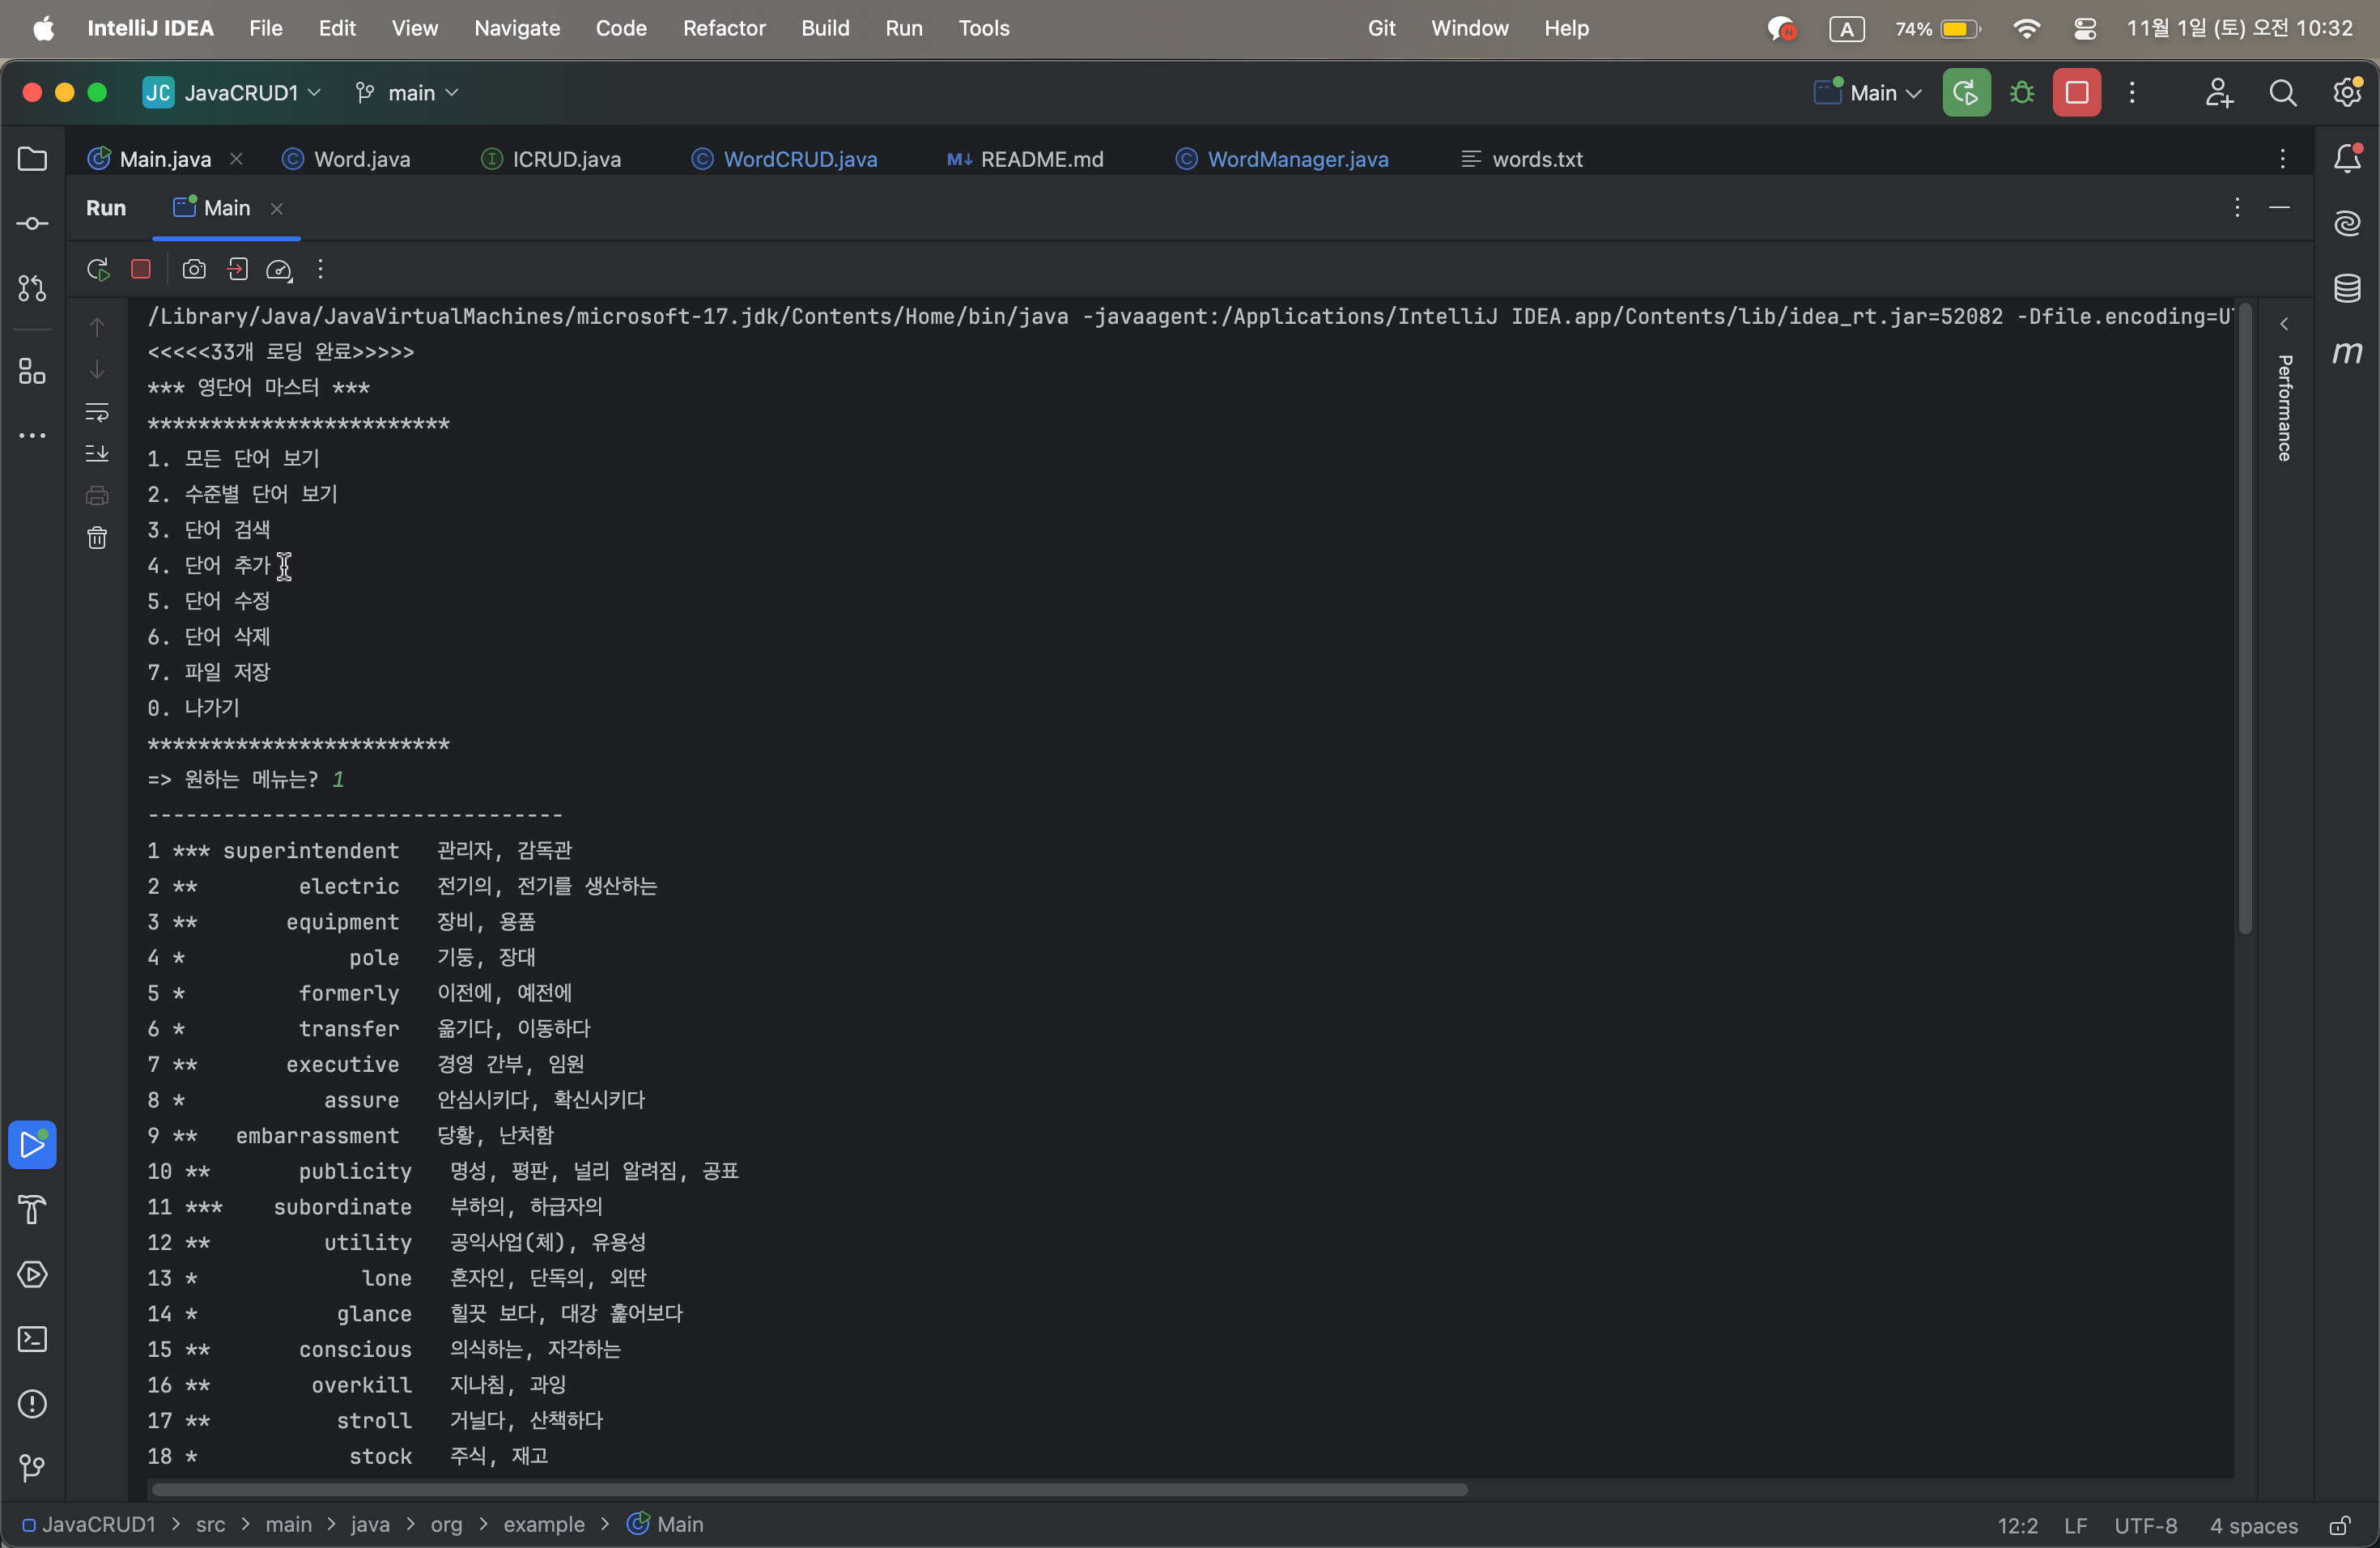 IntelliJ IDEA File Edit View Navigate Code Refactor Build Run Tools Git Window Help A 74% 11월 1일 (토) 오전 10:32
JC JavaCRUD1 main Main
Main.java Word.java ICRUD.java WordCRUD.java README.md WordManager.java words.txt
Run Main
/Library/Java/JavaVirtualMachines/microsoft-17.jdk/Contents/Home/bin/java -javaagent:/Applications/IntelliJ IDEA.app/Contents/lib/idea_rt.jar=52082 -Dfile.encoding=U
<<<<<33개 로딩 완료>>>>>
*** 영단어 마스터 ***
************************
1. 모든 단어 보기
2. 수준별 단어 보기
3. 단어 검색
4. 단어 추가
5. 단어 수정
6. 단어 삭제
7. 파일 저장
0. 나가기
************************
=> 원하는 메뉴는? 1
---------------------------------
1 *** superintendent 관리자, 감독관
2 ** electric 전기의, 전기를 생산하는
3 ** equipment 장비, 용품
4 * pole 기둥, 장대
5 * formerly 이전에, 예전에
6 * transfer 옮기다, 이동하다
7 ** executive 경영 간부, 임원
8 * assure 안심시키다, 확신시키다
9 ** embarrassment 당황, 난처함
10 ** publicity 명성, 평판, 널리 알려짐, 공표
11 *** subordinate 부하의, 하급자의
12 ** utility 공익사업(체), 유용성
13 * lone 혼자인, 단독의, 외딴
14 * glance 힐끗 보다, 대강 훑어보다
15 ** conscious 의식하는, 자각하는
16 ** overkill 지나침, 과잉
17 ** stroll 거닐다, 산책하다
18 * stock 주식, 재고
Performance
m
JavaCRUD1 > src > main > java > org > example > Main 12:2 LF UTF-8 4 spaces